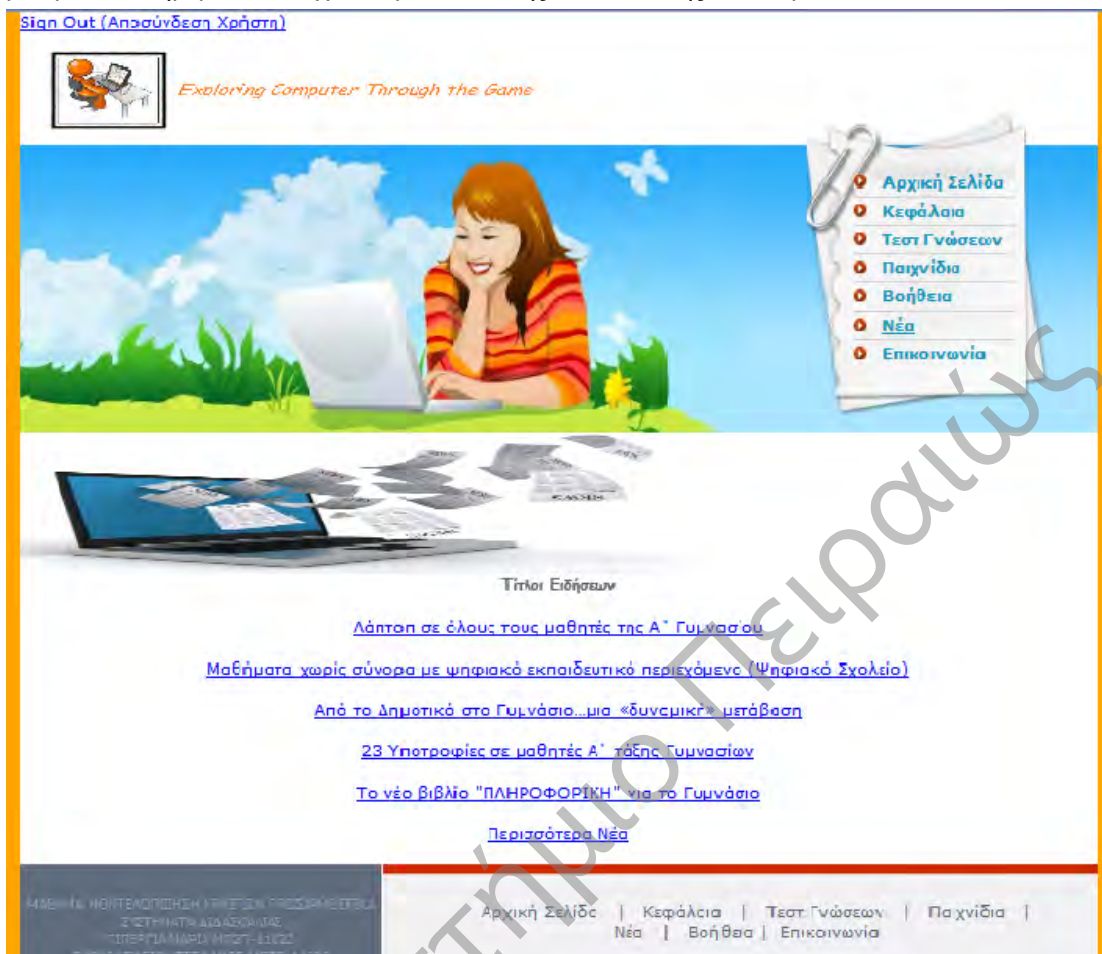 Sign Out (Αποσύνδεση Χρήστη)
Exploring Computer Through the Game
Αρχική Σελίδα
Κεφάλαια
Τεστ Γνώσεων
Παιχνίδια
Βοήθεια
Νέα
Επικοινωνία
Τίτλοι Ειδήσεων
Λάπτοπ σε όλους τους μαθητές της Α΄ Γυμνασίου
Μαθήματα χωρίς σύνορα με ψηφιακό εκπαιδευτικό περιεχόμενο (Ψηφιακό Σχολείο)
Από το Δημοτικό στο Γυμνάσιο...μια «δυναμική» μετάβαση
23 Υποτροφίες σε μαθητές Α΄ τάξης Γυμνασίων
Το νέο βιβλίο "ΠΛΗΡΟΦΟΡΙΚΗ" για το Γυμνάσιο
Περισσότερα Νέα
Αρχική Σελίδα | Κεφάλαια | Τεστ Γνώσεων | Παιχνίδια |
Νέα | Βοήθεια | Επικοινωνία
ΣΥΣΤΗΜΑΤΑ ΔΙΔΑΣΚΑΛΙΑΣ
Πειραιώς